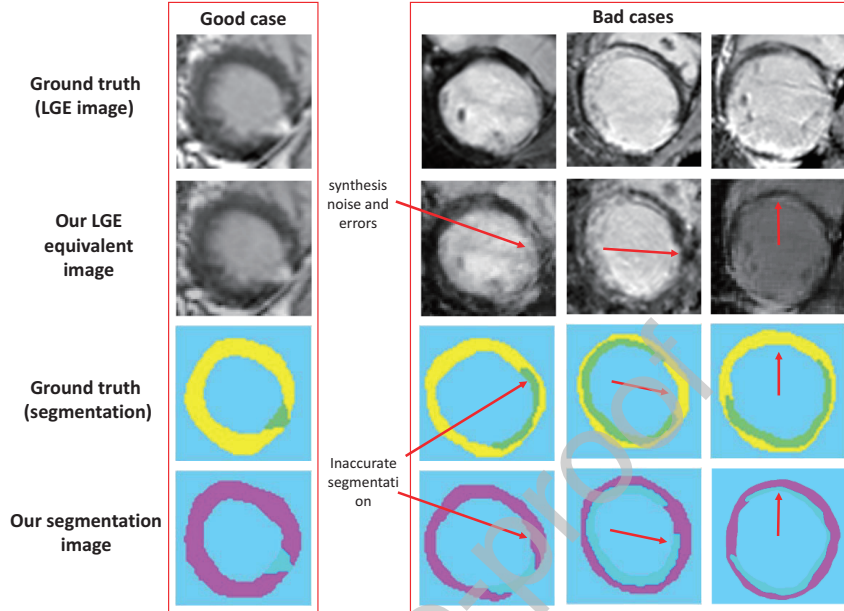 Good case
Bad cases
Ground truth
(LGE image)
Our LGE
equivalent
image
synthesis
noise and
errors
Ground truth
(segmentation)
Inaccurate
segmentati
on
Our segmentation
image
-proof